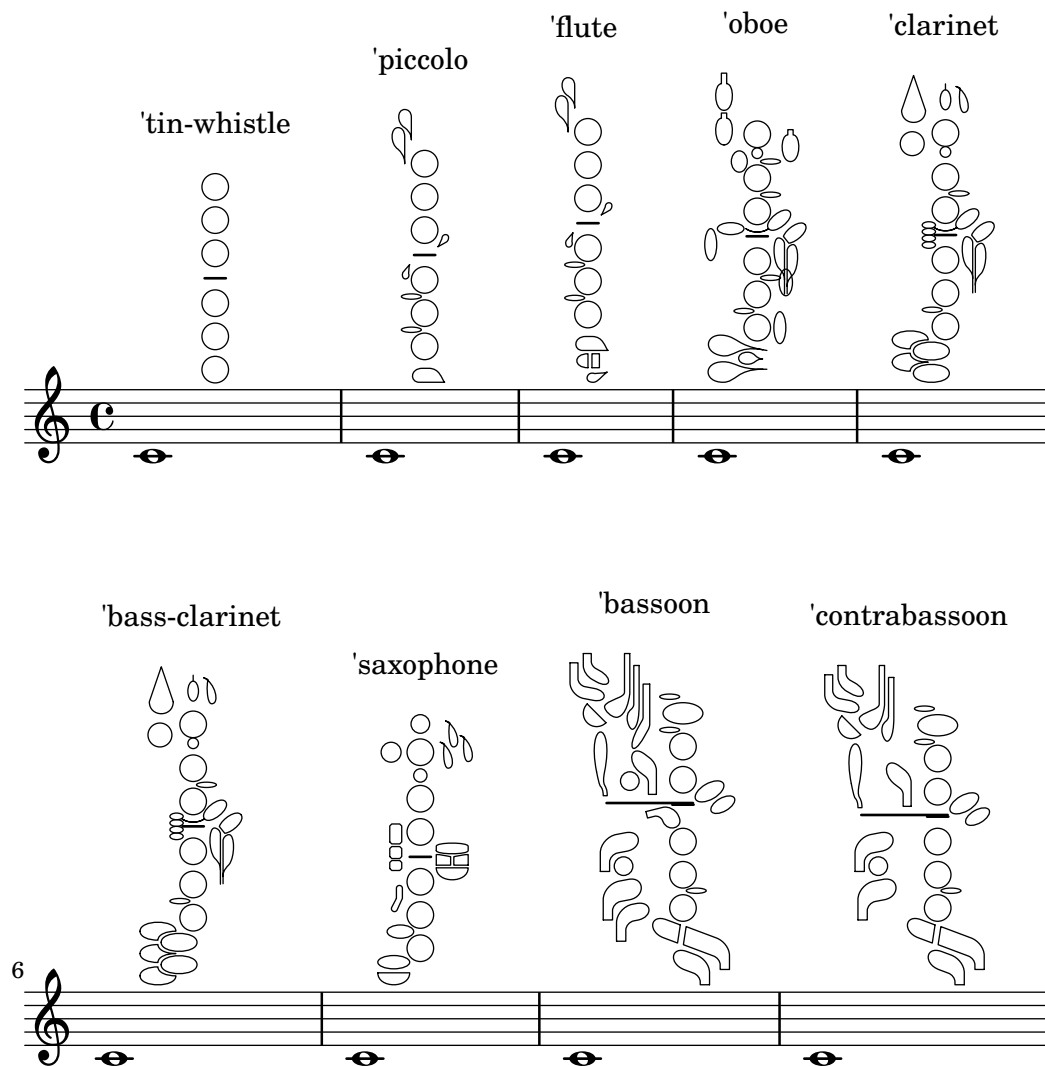 'tin-whistle 'piccolo 'flute 'oboe 'clarinet
'bass-clarinet 'saxophone 'bassoon 'contrabassoon
6